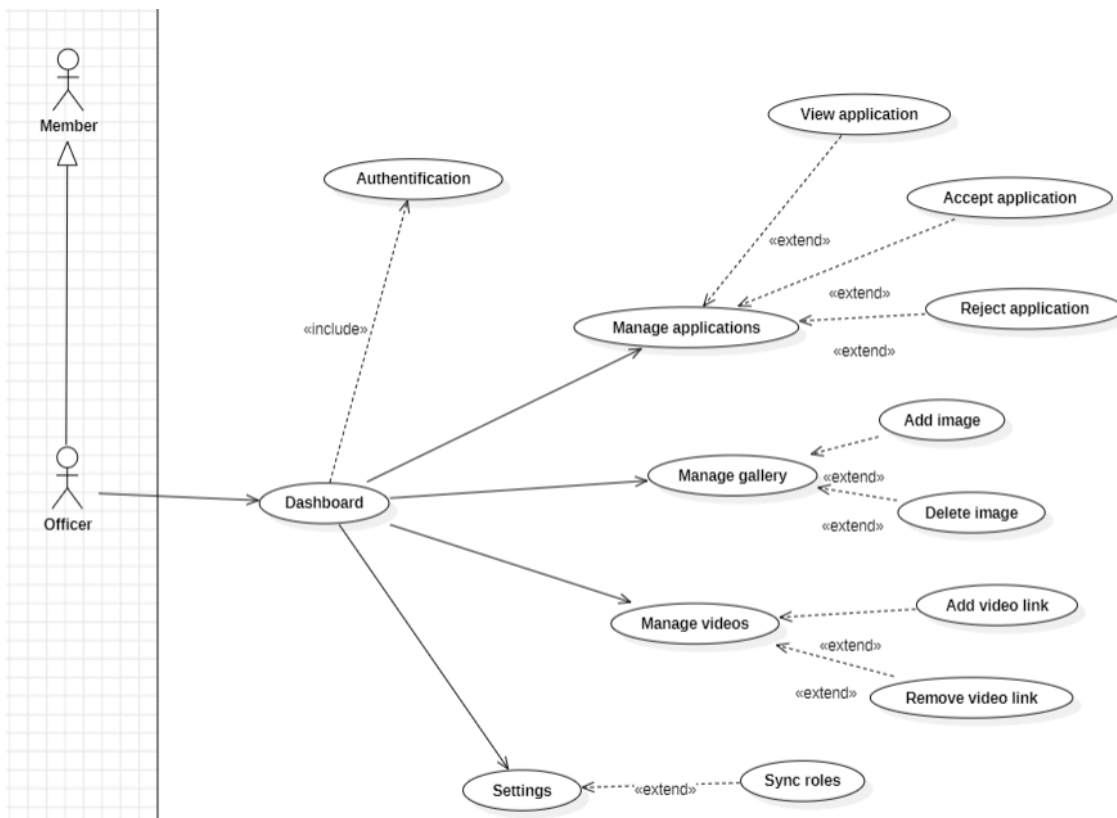 Member
View application
Authentification
Accept application
«extend»
«extend»
Reject application
«include»
Manage applications
«extend»
Add image
Manage gallery
«extend»
Dashboard
Delete image
Officer
«extend»
Add video link
Manage videos
«extend»
«extend»
Remove video link
Settings
«extend»
Sync roles